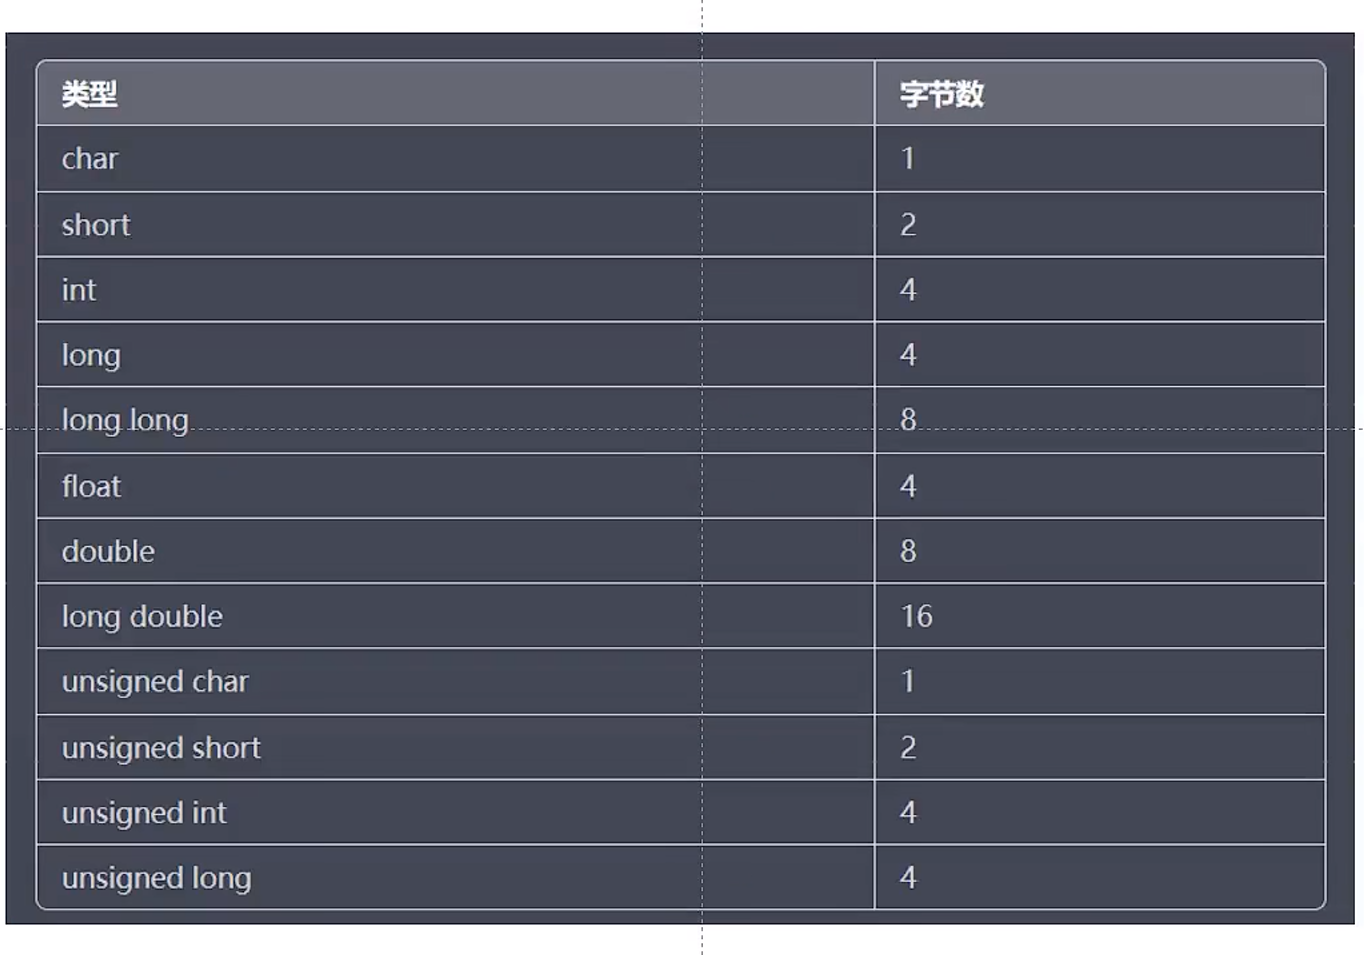 类型 字节数
char 1
short 2
int 4
long 4
long long 8
float 4
double 8
long double 16
unsigned char 1
unsigned short 2
unsigned int 4
unsigned long 4